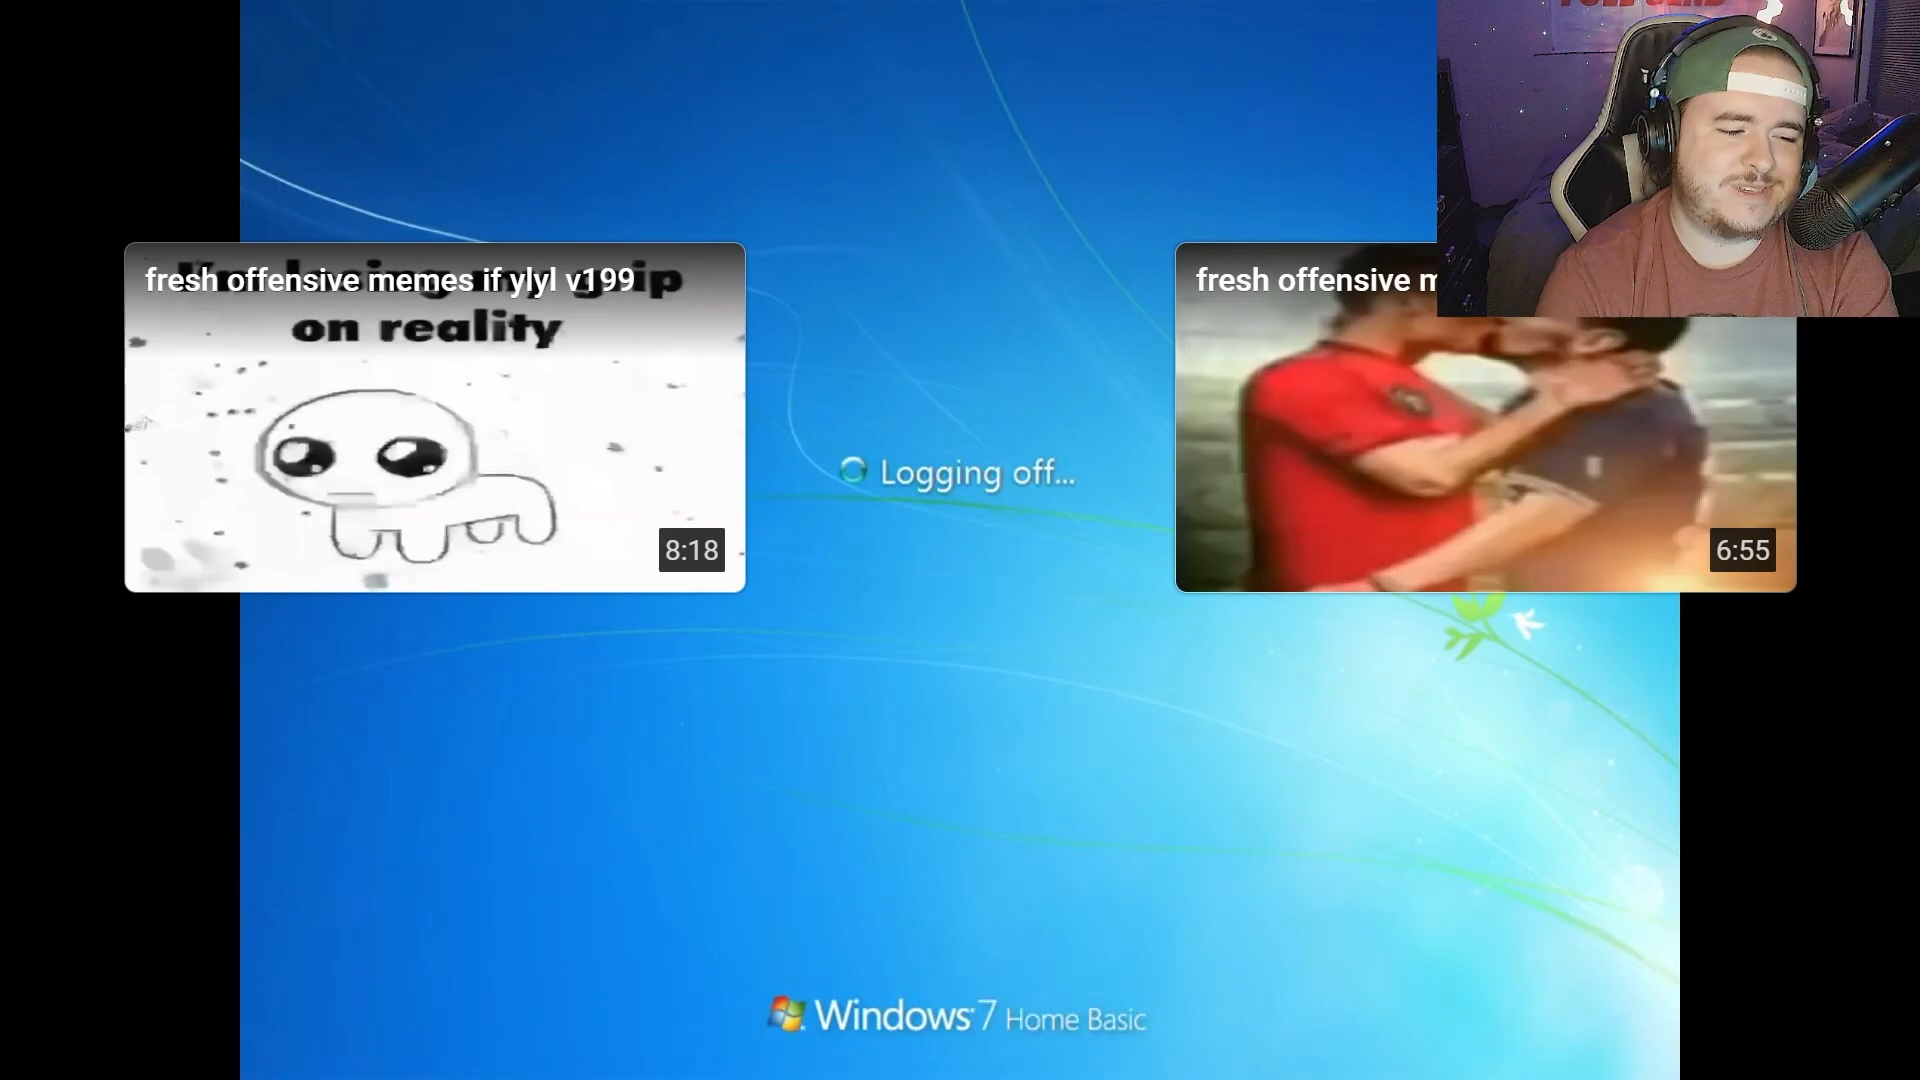 fresh offensive memes if ylyl v199
on reality
8:18
Logging off...
fresh offensive m
6:55
Windows 7 Home Basic